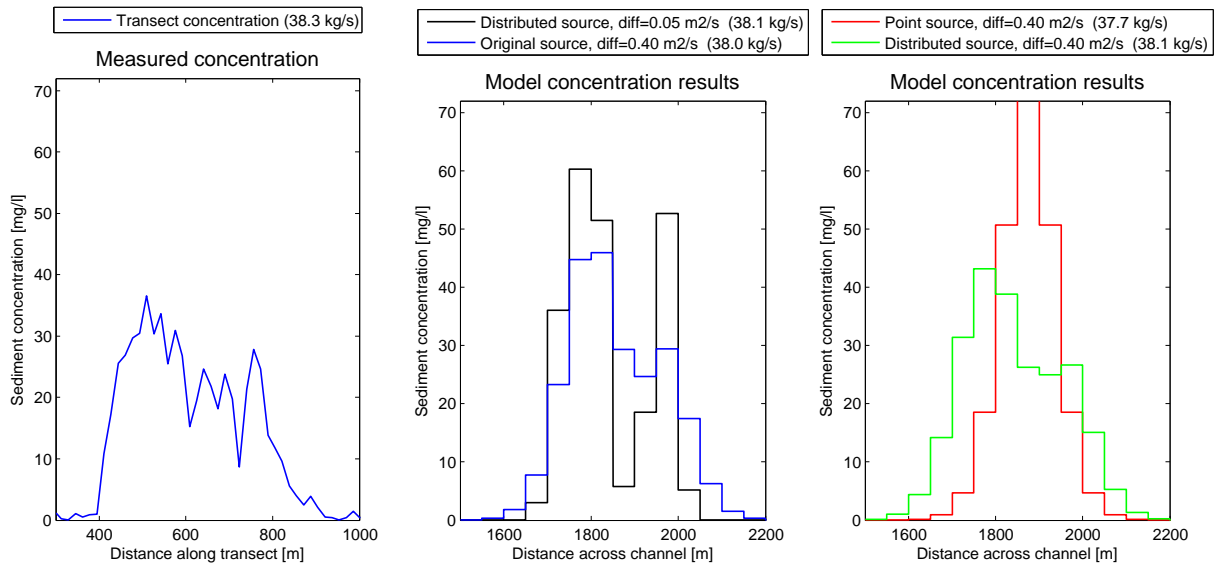 Transect concentration (38.3 kg/s)
Measured concentration
70
60
50
40
30
20
10
0
400 600 800 1000
Sediment concentration [mg/l]
Distance along transect [m]
Distributed source, diff=0.05 m2/s (38.1 kg/s)
Original source, diff=0.40 m2/s (38.0 kg/s)
Model concentration results
70
60
50
40
30
20
10
0
1600 1800 2000 2200
Sediment concentration [mg/l]
Distance across channel [m]
Point source, diff=0.40 m2/s (37.7 kg/s)
Distributed source, diff=0.40 m2/s (38.1 kg/s)
Model concentration results
70
60
50
40
30
20
10
0
1600 1800 2000 2200
Sediment concentration [mg/l]
Distance across channel [m]